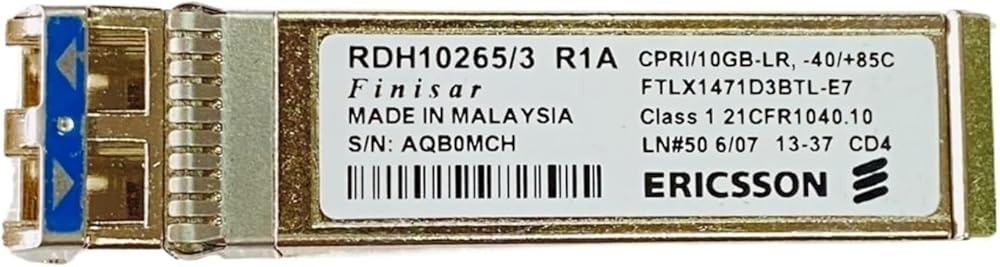 RDH10265/3 R1A
Finisar
MADE IN MALAYSIA
S/N: AQB0MCH
CPRI/10GB-LR, -40/+85C
FTLX1471D3BTL-E7
Class 1 21CFR1040.10
LN#50 6/07 13-37 CD4
ERICSSON